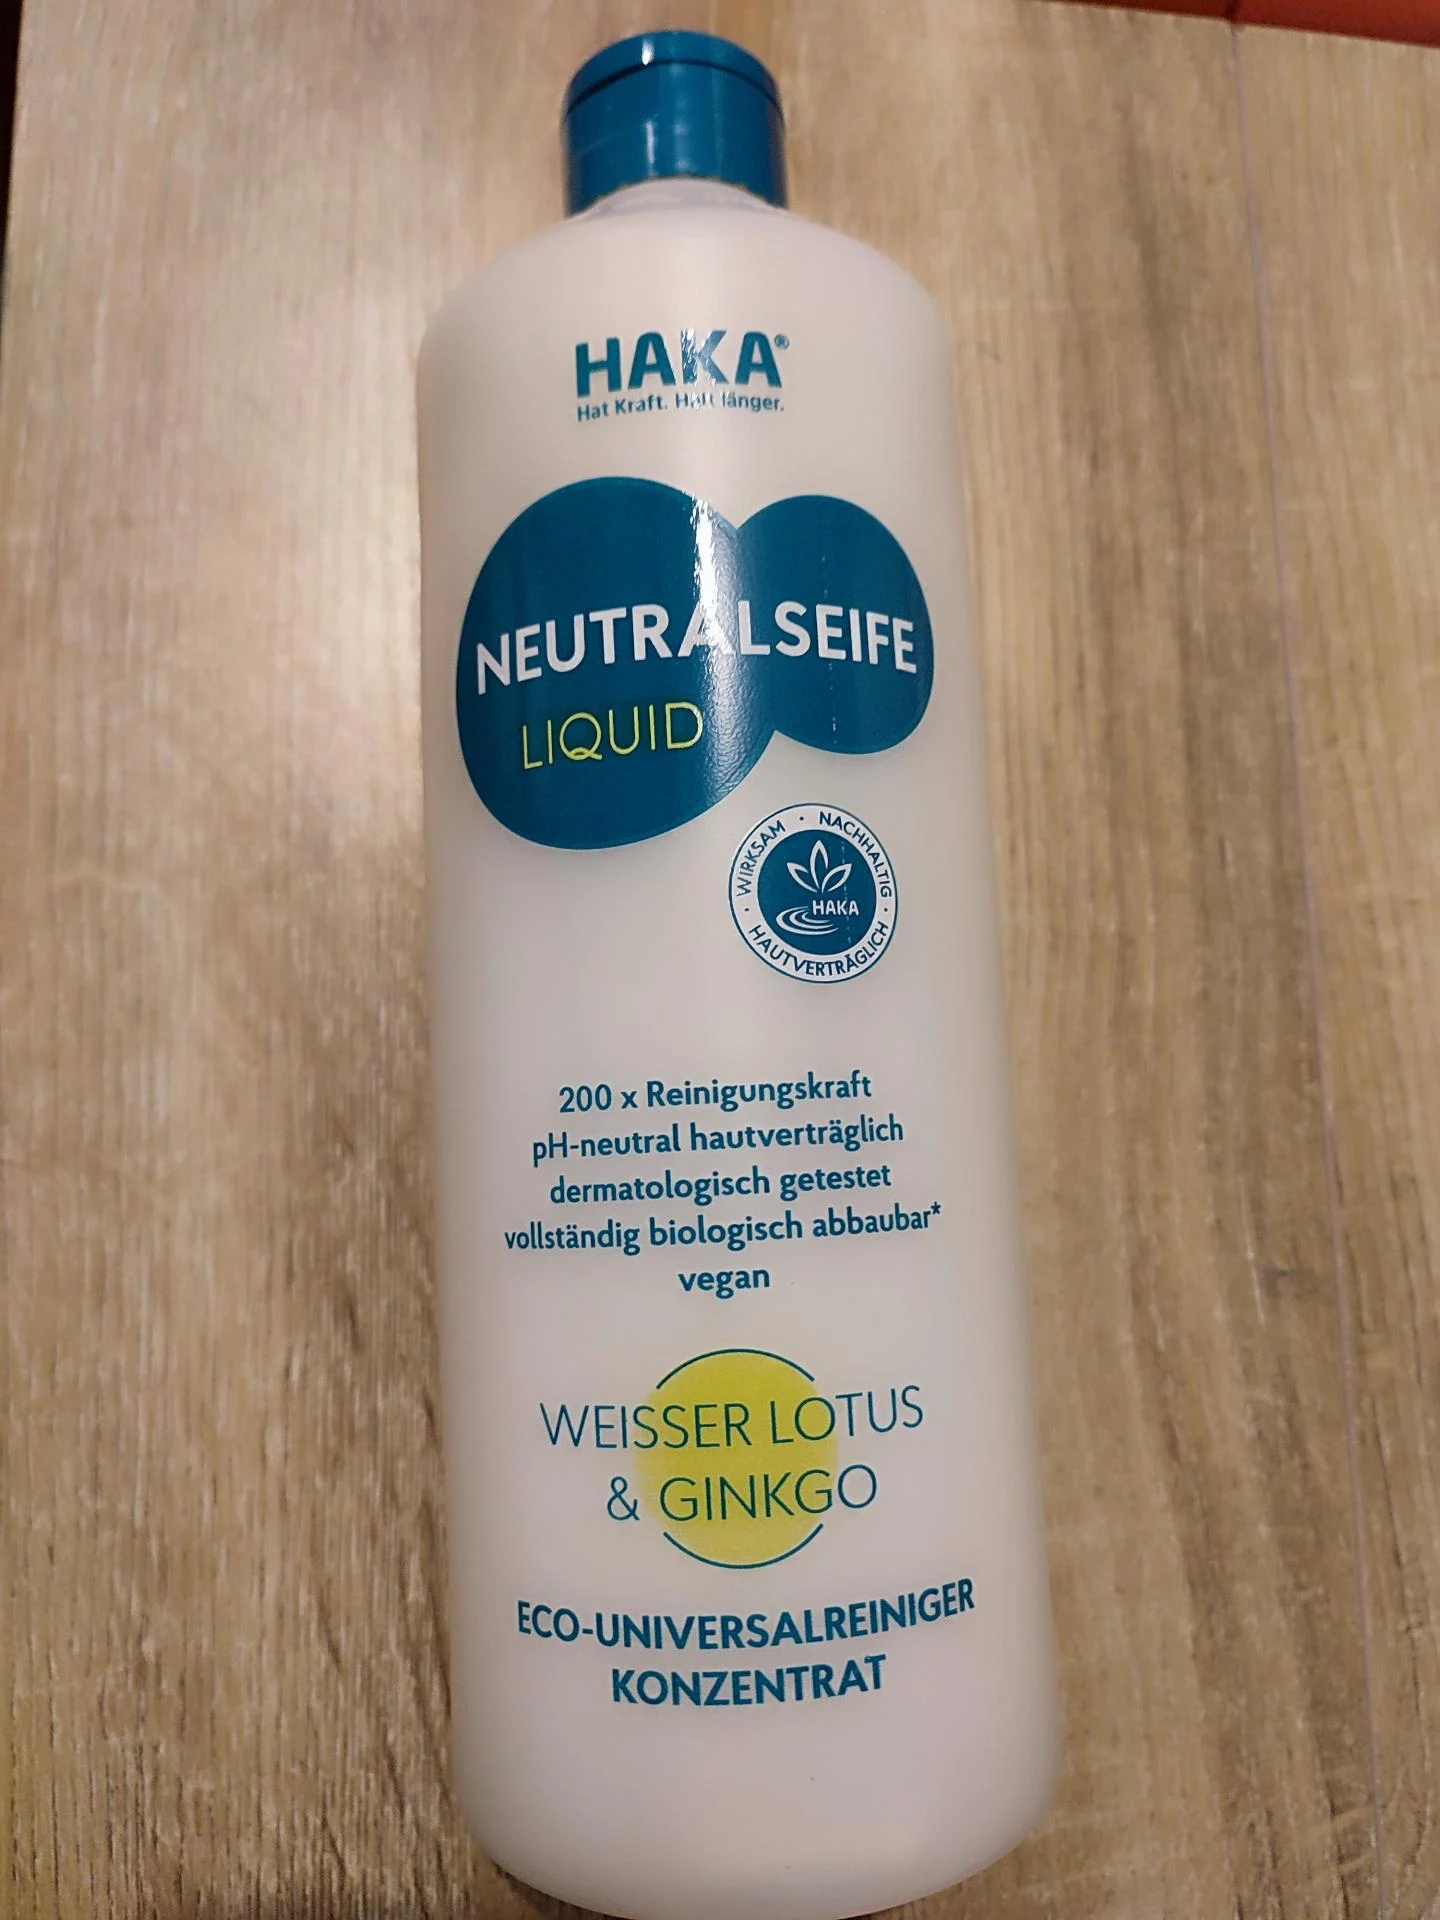 HAKA®
Hat Kraft. Hält länger.
NEUTRALSEIFE
LIQUID
WIRKSAM · NACHHALTIG · HAUTVERTRÄGLICH ·
HAKA
200 x Reinigungskraft
pH-neutral hautverträglich
dermatologisch getestet
vollständig biologisch abbaubar*
vegan
WEISSER LOTUS
& GINKGO
ECO-UNIVERSALREINIGER
KONZENTRAT